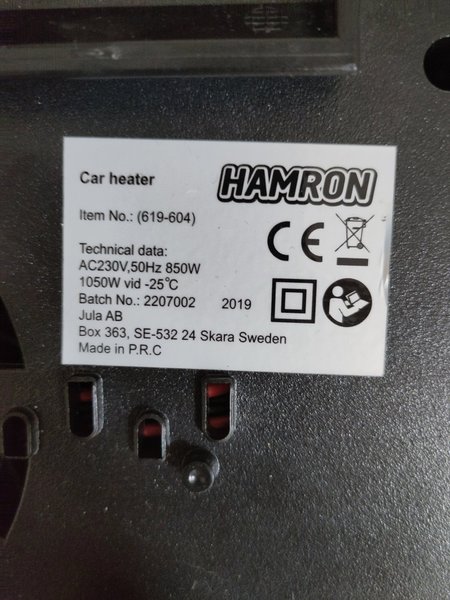 Car heater
HAMRON
Item No.: (619-604)
CE
Technical data:
AC230V,50Hz 850W
1050W vid -25℃
Batch No.: 2207002 2019
Jula AB
Box 363, SE-532 24 Skara Sweden
Made in P.R.C